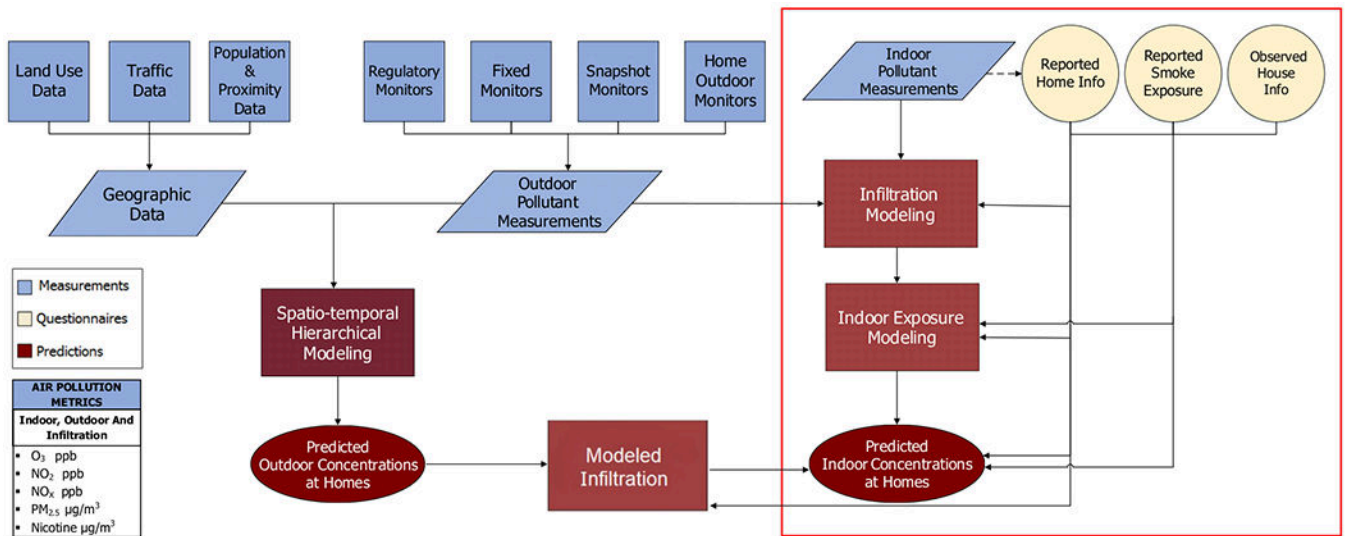 Land Use
Data
Traffic
Data
Population
&
Proximity
Data
Regulatory
Monitors
Fixed
Monitors
Snapshot
Monitors
Home
Outdoor
Monitors
Indoor
Pollutant
Measurements
Reported
Home Info
Reported
Smoke
Exposure
Observed
House
Info
Geographic
Data
Outdoor
Pollutant
Measurements
Infiltration
Modeling
Measurements
Questionnaires
Predictions
Spatio-temporal
Hierarchical
Modeling
Indoor Exposure
Modeling
AIR POLLUTION
METRICS
Indoor, Outdoor And
Infiltration
▪ O₃ ppb
▪ NO₂ ppb
▪ NOₓ ppb
▪ PM₂.₅ µg/m³
▪ Nicotine µg/m³
Predicted
Outdoor Concentrations
at Homes
Modeled
Infiltration
Predicted
Indoor Concentrations
at Homes